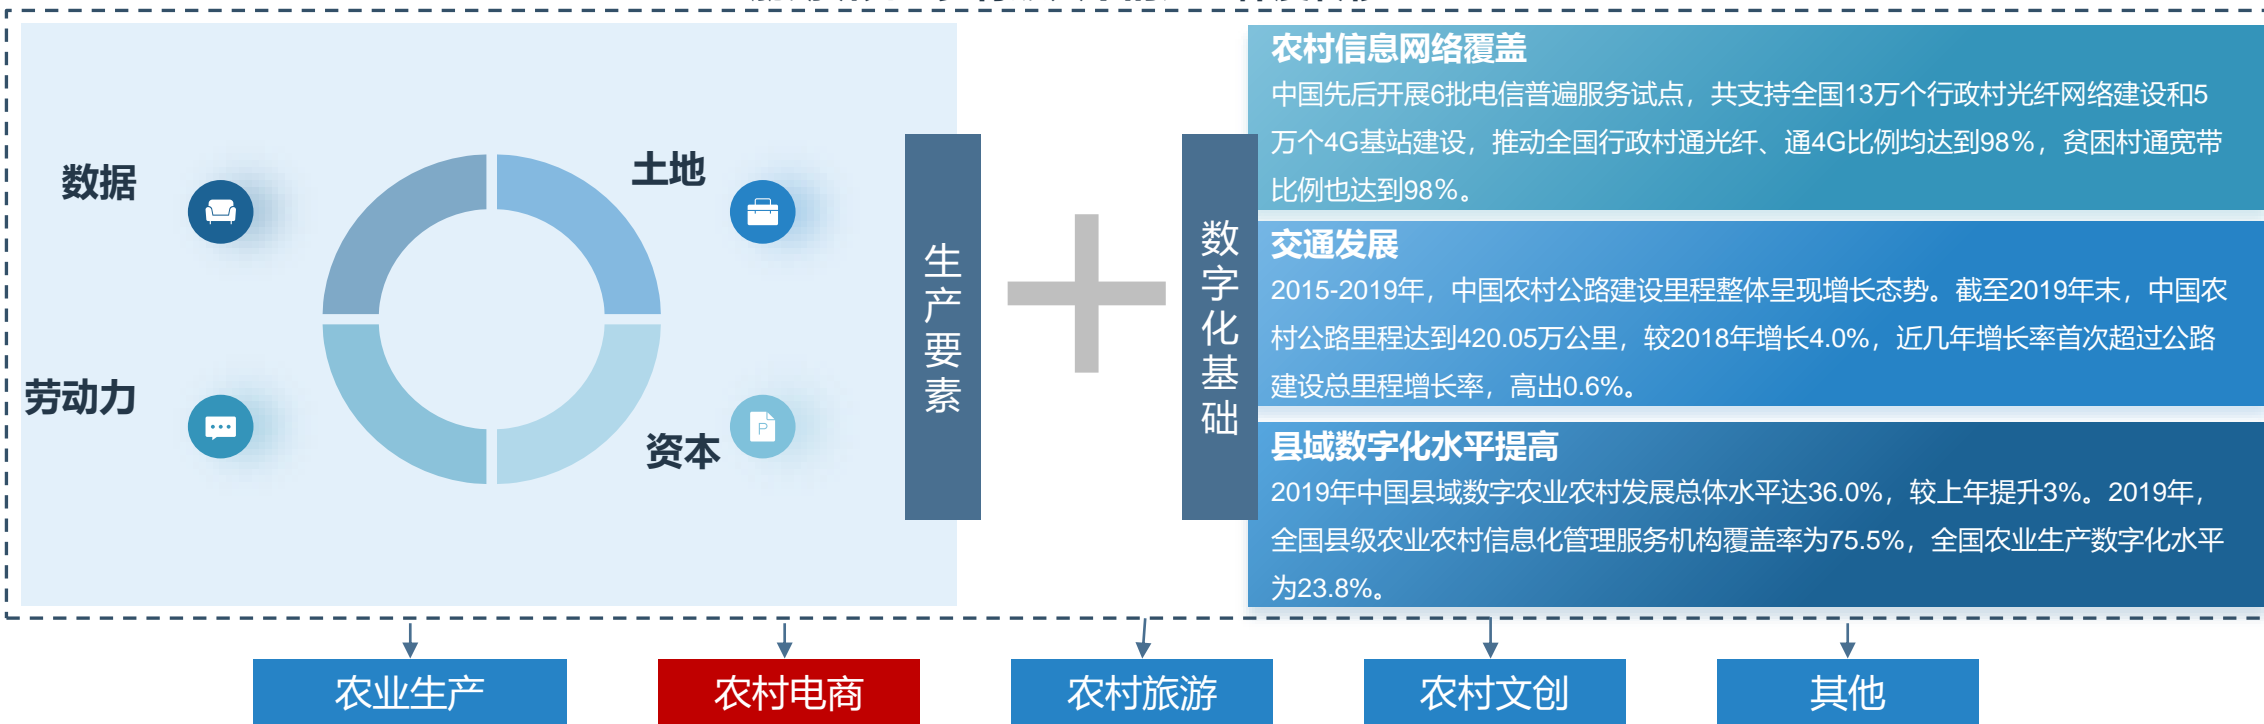 数据
土地
劳动力
资本
生产要素
数字化基础
农村信息网络覆盖
中国先后开展6批电信普遍服务试点，共支持全国13万个行政村光纤网络建设和5
万个4G基站建设，推动全国行政村通光纤、通4G比例均达到98%，贫困村通宽带
比例也达到98%。
交通发展
2015-2019年，中国农村公路建设里程整体呈现增长态势。截至2019年末，中国农
村公路里程达到420.05万公里，较2018年增长4.0%，近几年增长率首次超过公路
建设总里程增长率，高出0.6%。
县域数字化水平提高
2019年中国县域数字农业农村发展总体水平达36.0%，较上年提升3%。2019年，
全国县级农业农村信息化管理服务机构覆盖率为75.5%，全国农业生产数字化水平
为23.8%。
农业生产
农村电商
农村旅游
农村文创
其他